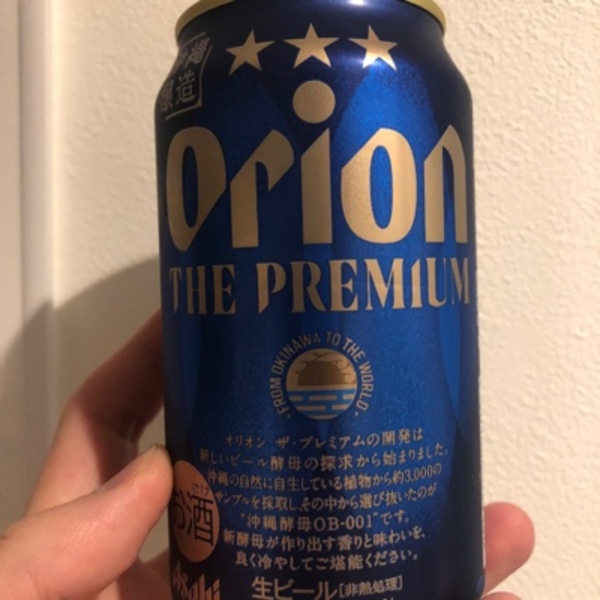 醸造
orion
THE PREMIUM
FROM OKINAWA TO THE WORLD
オリオン ザ・プレミアムの開発は
新しいビール酵母の探求から始まりました。
沖縄の自然に自生している植物から約3,000の
サンプルを採取し、その中から選び抜いたのが
"沖縄酵母OB-001"です。
新酵母が作り出す香りと味わいを、
良く冷やしてご堪能ください。
お酒
Asahi
生ビール[非熱処理]